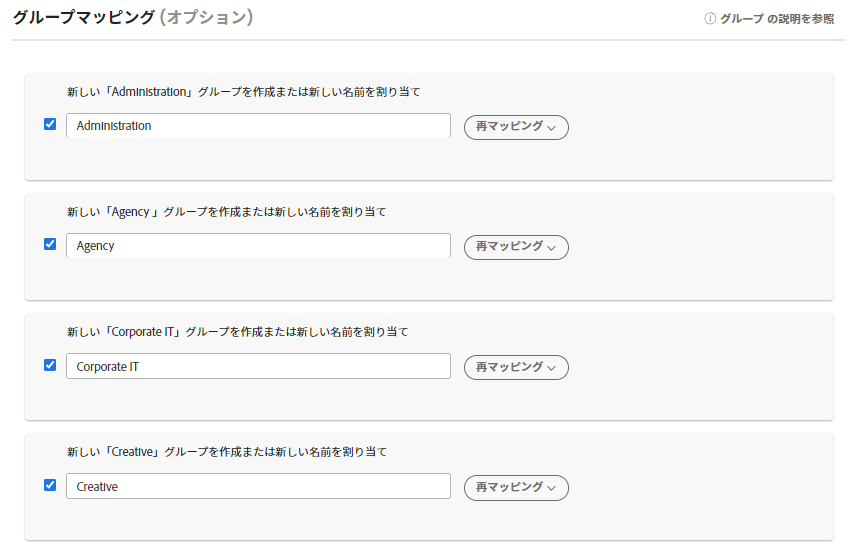 グループマッピング (オプション)
グループ の説明を参照
新しい「Administration」グループを作成または新しい名前を割り当て
Administration
再マッピング
新しい「Agency 」グループを作成または新しい名前を割り当て
Agency
再マッピング
新しい「Corporate IT」グループを作成または新しい名前を割り当て
Corporate IT
再マッピング
新しい「Creative」グループを作成または新しい名前を割り当て
Creative
再マッピング